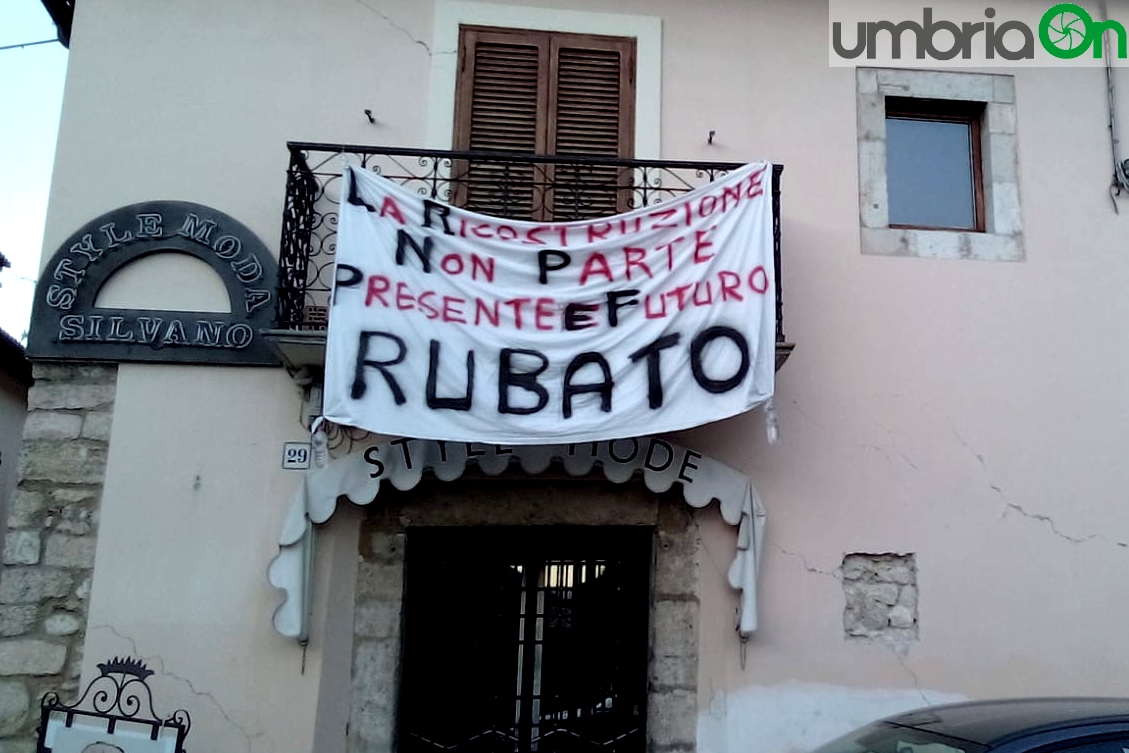 umbriaOn
LA RICOSTRUZIONE
NON PARTE
PRESENTE E FUTURO
RUBATO
STYLE MODA
SILVANO
29
STYLE MODE